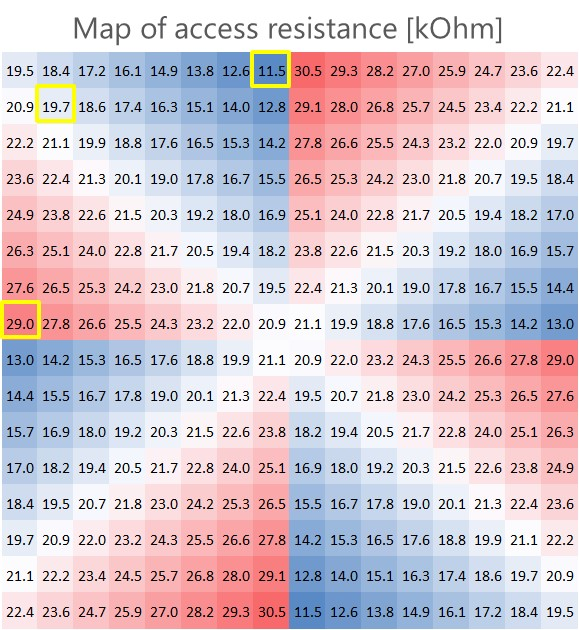 Map of access resistance [kOhm]
19.5 18.4 17.2 16.1 14.9 13.8 12.6 11.5 30.5 29.3 28.2 27.0 25.9 24.7 23.6 22.4
20.9 19.7 18.6 17.4 16.3 15.1 14.0 12.8 29.1 28.0 26.8 25.7 24.5 23.4 22.2 21.1
22.2 21.1 19.9 18.8 17.6 16.5 15.3 14.2 27.8 26.6 25.5 24.3 23.2 22.0 20.9 19.7
23.6 22.4 21.3 20.1 19.0 17.8 16.7 15.5 26.5 25.3 24.2 23.0 21.8 20.7 19.5 18.4
24.9 23.8 22.6 21.5 20.3 19.2 18.0 16.9 25.1 24.0 22.8 21.7 20.5 19.4 18.2 17.0
26.3 25.1 24.0 22.8 21.7 20.5 19.4 18.2 23.8 22.6 21.5 20.3 19.2 18.0 16.9 15.7
27.6 26.5 25.3 24.2 23.0 21.8 20.7 19.5 22.4 21.3 20.1 19.0 17.8 16.7 15.5 14.4
29.0 27.8 26.6 25.5 24.3 23.2 22.0 20.9 21.1 19.9 18.8 17.6 16.5 15.3 14.2 13.0
13.0 14.2 15.3 16.5 17.6 18.8 19.9 21.1 20.9 22.0 23.2 24.3 25.5 26.6 27.8 29.0
14.4 15.5 16.7 17.8 19.0 20.1 21.3 22.4 19.5 20.7 21.8 23.0 24.2 25.3 26.5 27.6
15.7 16.9 18.0 19.2 20.3 21.5 22.6 23.8 18.2 19.4 20.5 21.7 22.8 24.0 25.1 26.3
17.0 18.2 19.4 20.5 21.7 22.8 24.0 25.1 16.9 18.0 19.2 20.3 21.5 22.6 23.8 24.9
18.4 19.5 20.7 21.8 23.0 24.2 25.3 26.5 15.5 16.7 17.8 19.0 20.1 21.3 22.4 23.6
19.7 20.9 22.0 23.2 24.3 25.5 26.6 27.8 14.2 15.3 16.5 17.6 18.8 19.9 21.1 22.2
21.1 22.2 23.4 24.5 25.7 26.8 28.0 29.1 12.8 14.0 15.1 16.3 17.4 18.6 19.7 20.9
22.4 23.6 24.7 25.9 27.0 28.2 29.3 30.5 11.5 12.6 13.8 14.9 16.1 17.2 18.4 19.5